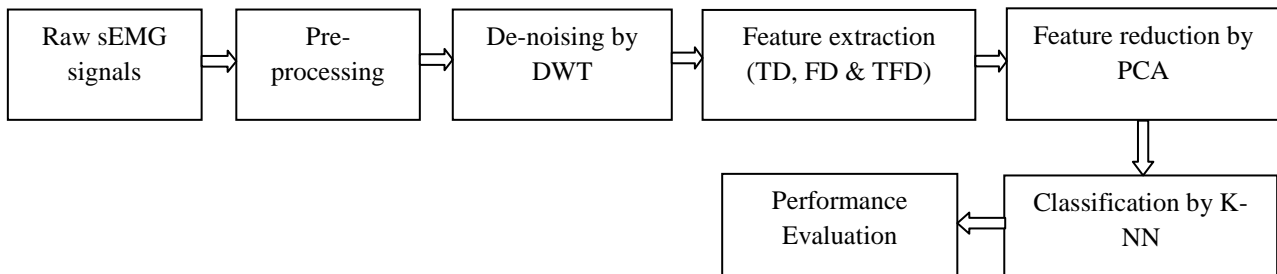 Raw sEMG
signals
Pre-
processing
De-noising by
DWT
Feature extraction
(TD, FD & TFD)
Feature reduction by
PCA
Performance
Evaluation
Classification by K-
NN